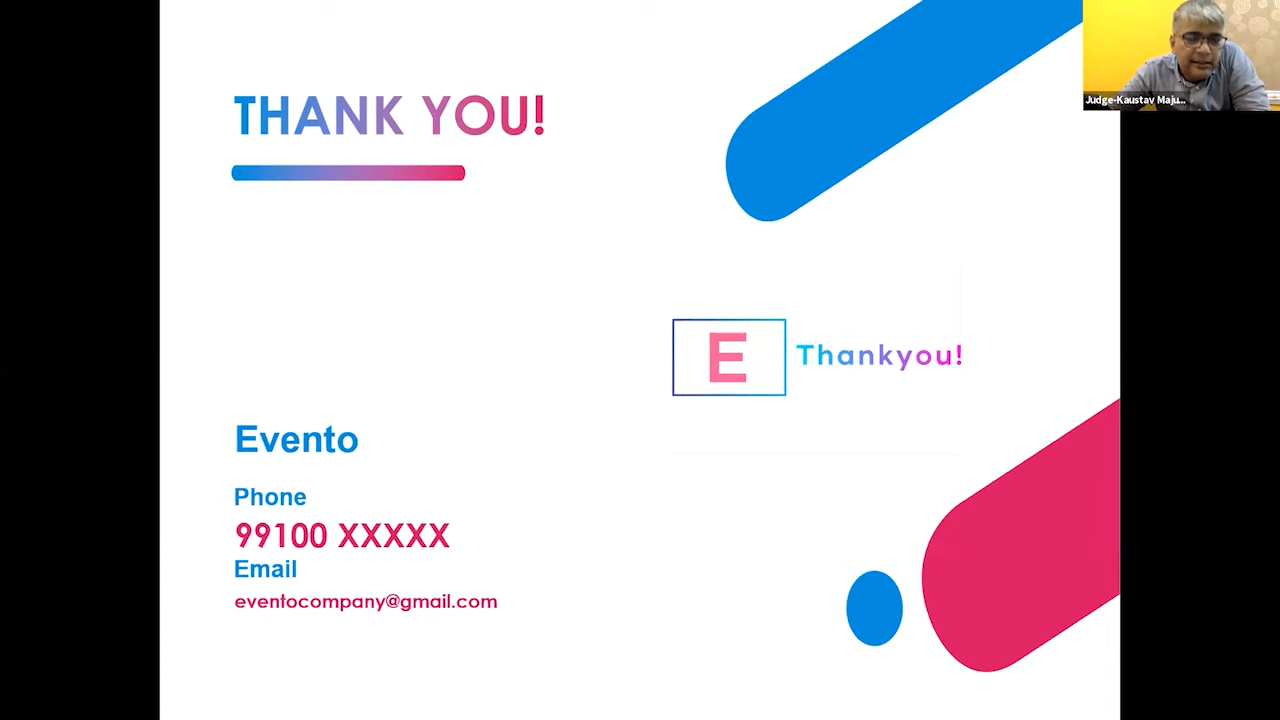 Judge-Kaustav Maju...
THANK YOU!
E
Thankyou!
Evento
Phone
99100 XXXXX
Email
eventocompany@gmail.com